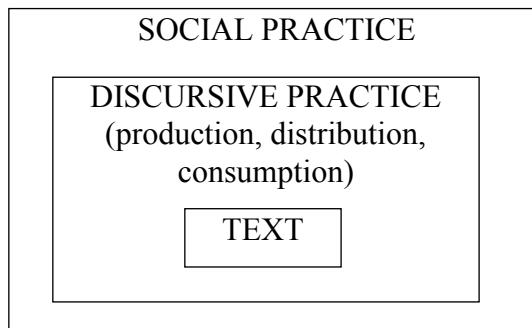 SOCIAL PRACTICE
DISCURSIVE PRACTICE
(production, distribution,
consumption)
TEXT